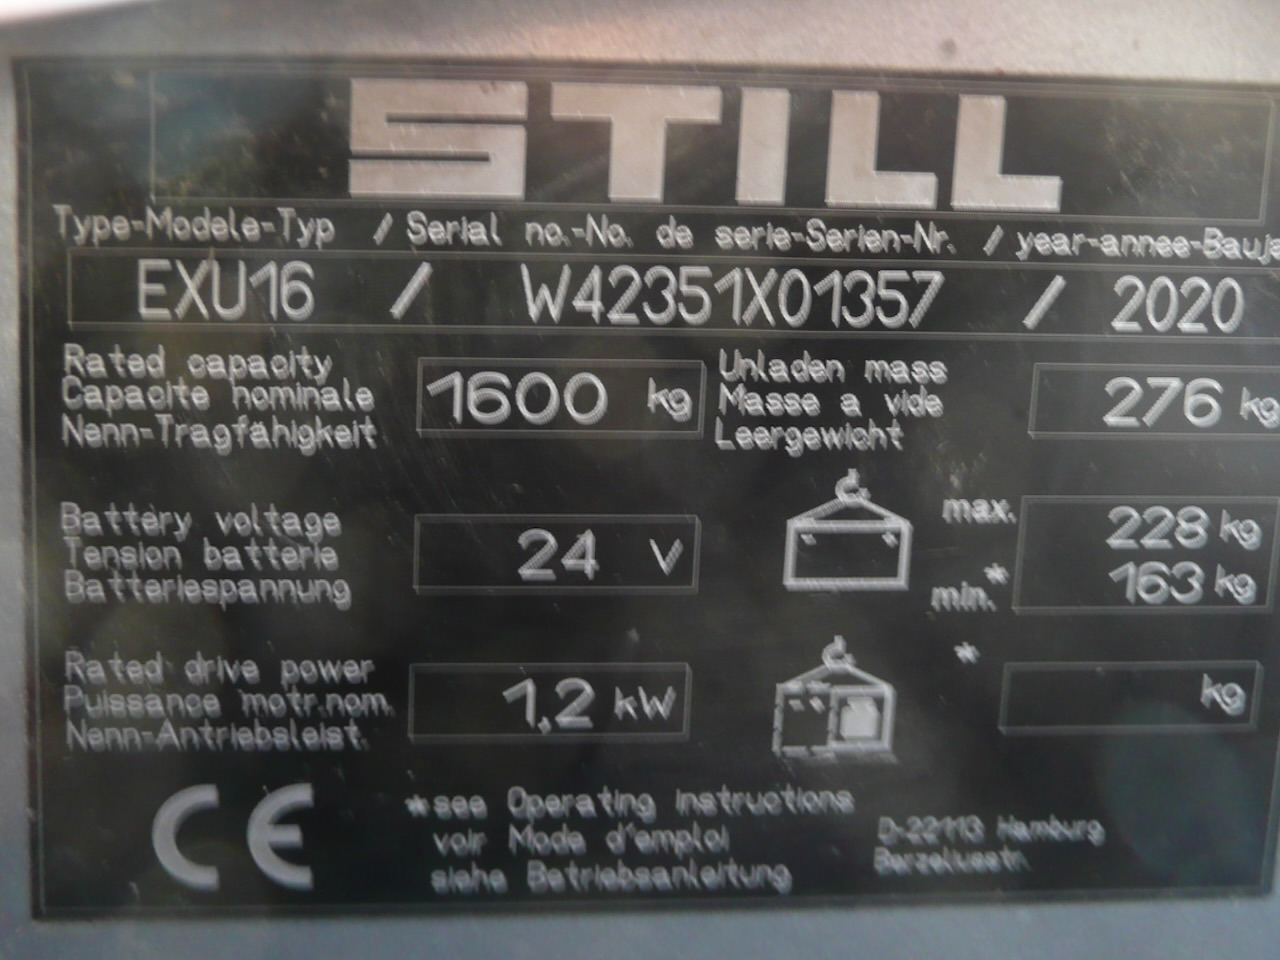 STILL
Type-Modele-Typ / Serial no.-No. de serie-Serien-Nr. / year-annee-Bauja
EXU16 / W42351X01357 / 2020
Rated capacity
Capacite nominale
Nenn-Tragfähigkeit
1600 kg
Unladen mass
Masse a vide
Leergewicht
276 kg
Battery voltage
Tension batterie
Batteriespannung
24 V
max. 228 kg
*
min. 163 kg
Rated drive power
Puissance motr.nom.
Nenn-Antriebsleist.
1,2 kW
*
kg
CE
*see Operating instructions
voir Mode d'emploi
siehe Betriebsanleitung
D-22113 Hamburg
Berzeliusstr.